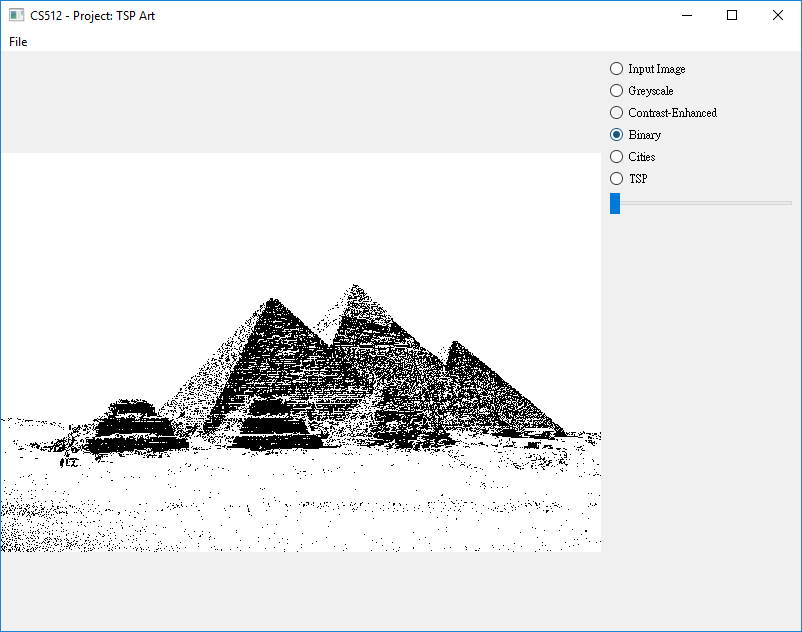 CS512 - Project: TSP Art
File
Input Image
Greyscale
Contrast-Enhanced
Binary
Cities
TSP